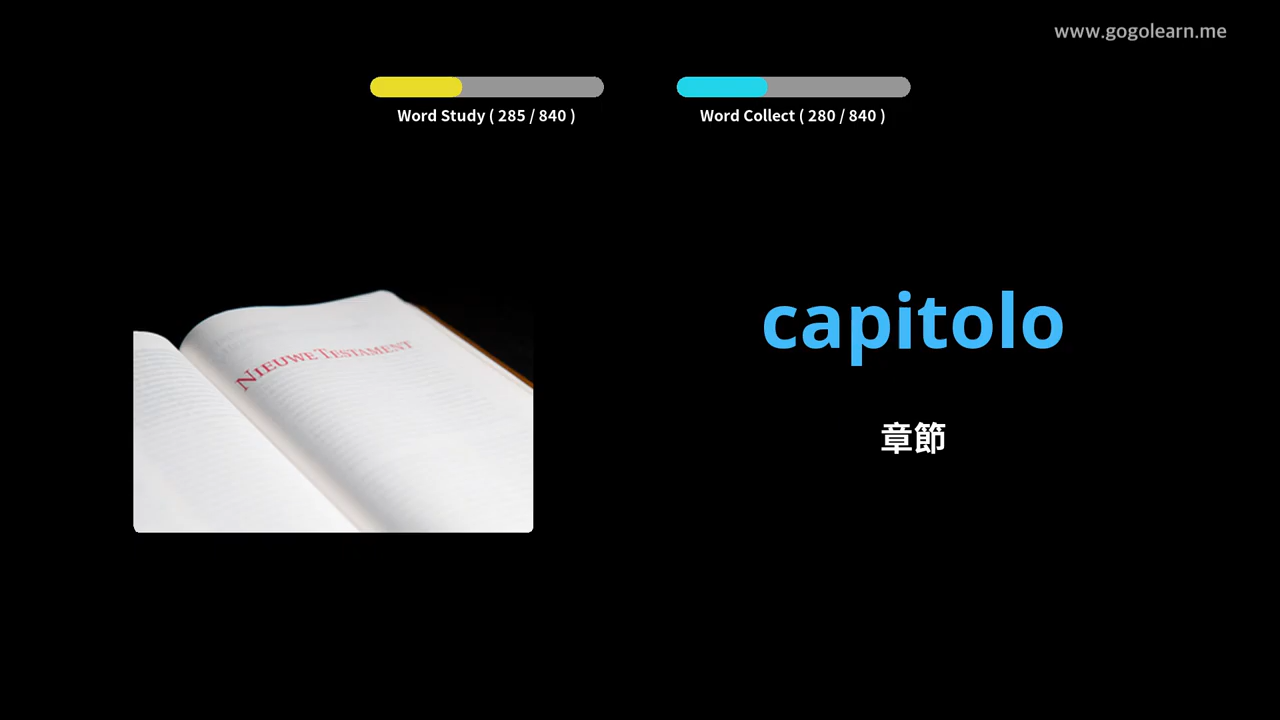 www.gogolearn.me
Word Study ( 285 / 840 )
Word Collect ( 280 / 840 )
NIEUWE TESTAMENT
capitolo
章節